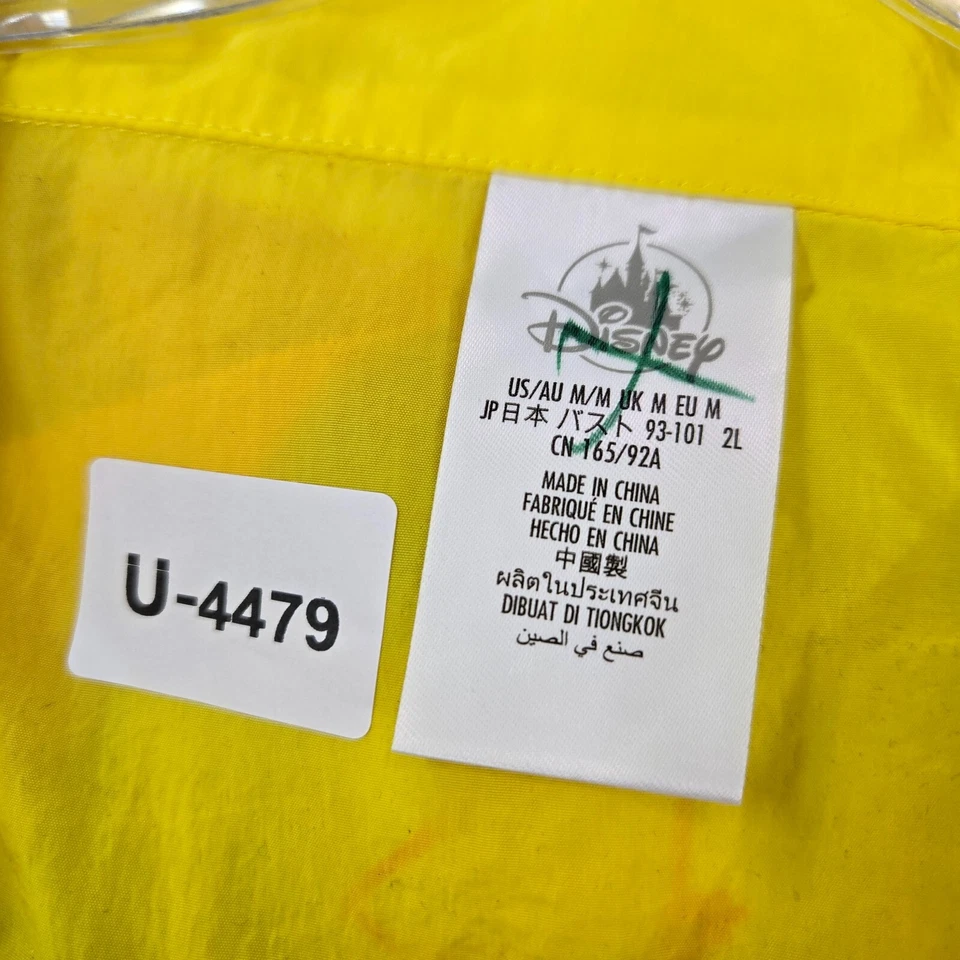 Disney
US/AU M/M UK M EU M
JP日本 バスト 93-101 2L
CN 165/92A
MADE IN CHINA
FABRIQUÉ EN CHINE
HECHO EN CHINA
中國製
ผลิตในประเทศจีน
DIBUAT DI TIONGKOK
صنع في الصين
U-4479